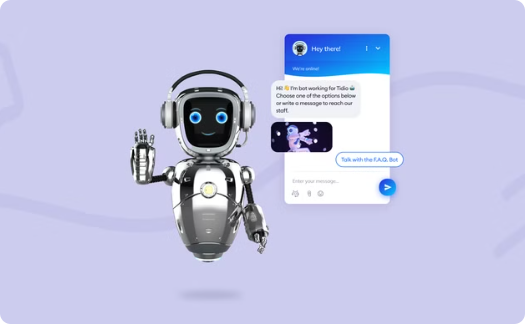 Hey there!
We're online!
Hi! 👋 I'm bot working for Tidio 🤖
Choose one of the options below
or write a message to reach our
staff.
Talk with the F.A.Q. Bot
Enter your message...